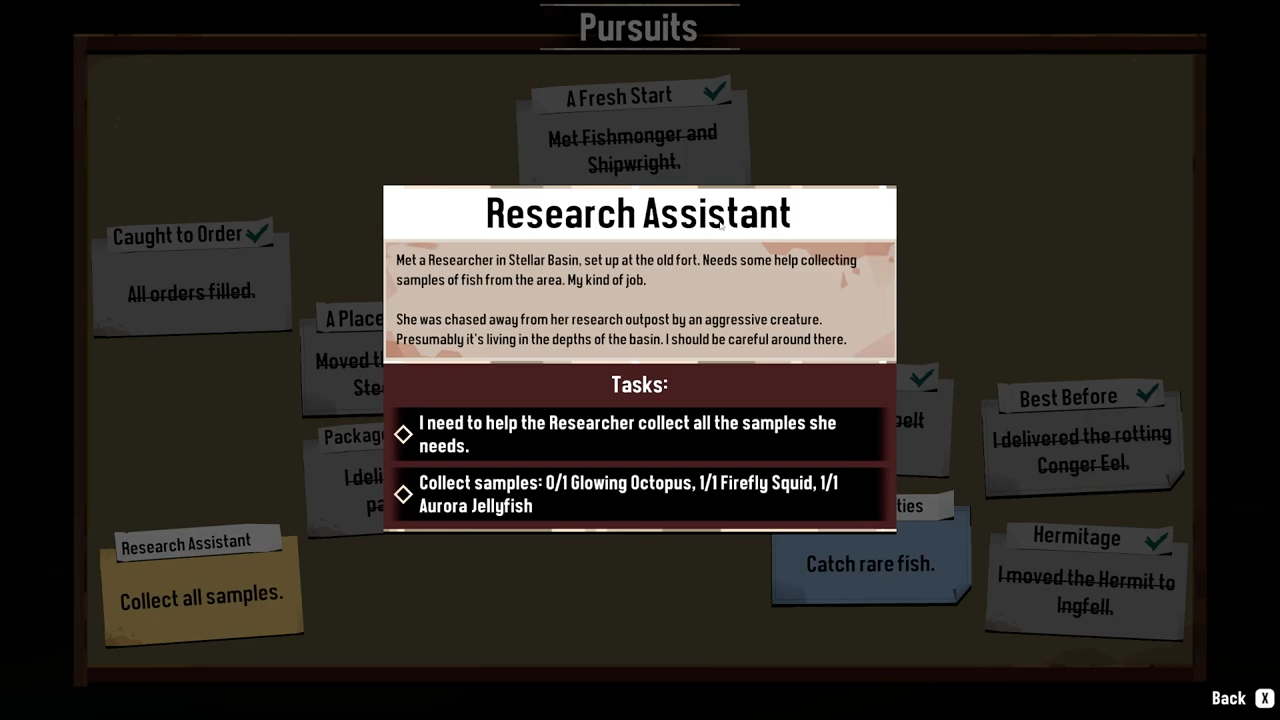 Pursuits
A Fresh Start
Met Fishmonger and
Shipwright.
Research Assistant
Met a Researcher in Stellar Basin, set up at the old fort. Needs some help collecting
samples of fish from the area. My kind of job.
She was chased away from her research outpost by an aggressive creature.
Presumably it's living in the depths of the basin. I should be careful around there.
Tasks:
I need to help the Researcher collect all the samples she
needs.
Collect samples: 0/1 Glowing Octopus, 1/1 Firefly Squid, 1/1
Aurora Jellyfish
Caught to Order
All orders filled.
A Place
Moved
Best Before
I delivered the rotting
Conger Eel.
Research Assistant
Collect all samples.
Catch rare fish.
Hermitage
I moved the Hermit to
Ingfell.
Back X